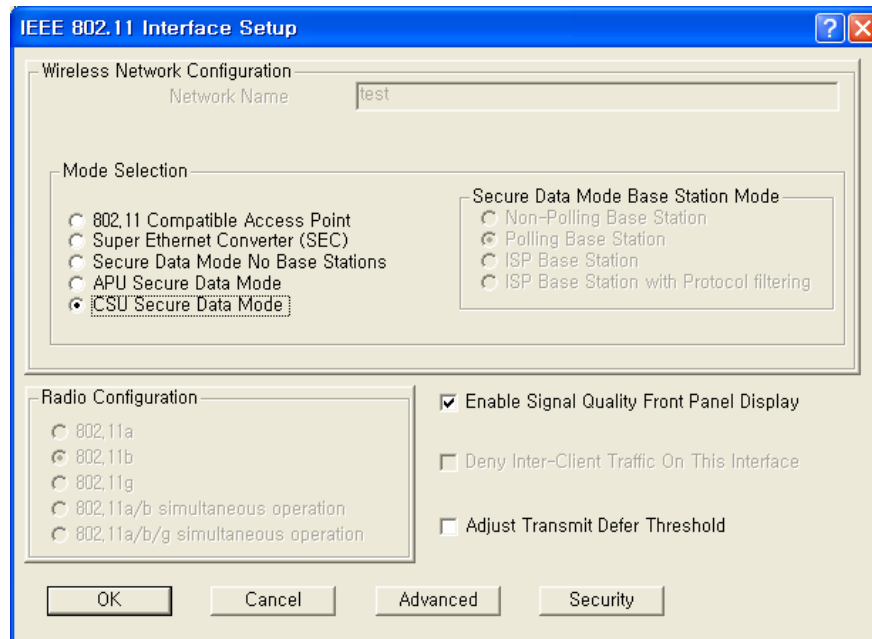 IEEE 802.11 Interface Setup
Wireless Network Configuration
Network Name test
Mode Selection
802.11 Compatible Access Point
Super Ethernet Converter (SEC)
Secure Data Mode No Base Stations
APU Secure Data Mode
CSU Secure Data Mode
Secure Data Mode Base Station Mode
Non-Polling Base Station
Polling Base Station
ISP Base Station
ISP Base Station with Protocol filtering
Radio Configuration
802.11a
802.11b
802.11g
802.11a/b simultaneous operation
802.11a/b/g simultaneous operation
Enable Signal Quality Front Panel Display
Deny Inter-Client Traffic On This Interface
Adjust Transmit Defer Threshold
OK Cancel Advanced Security